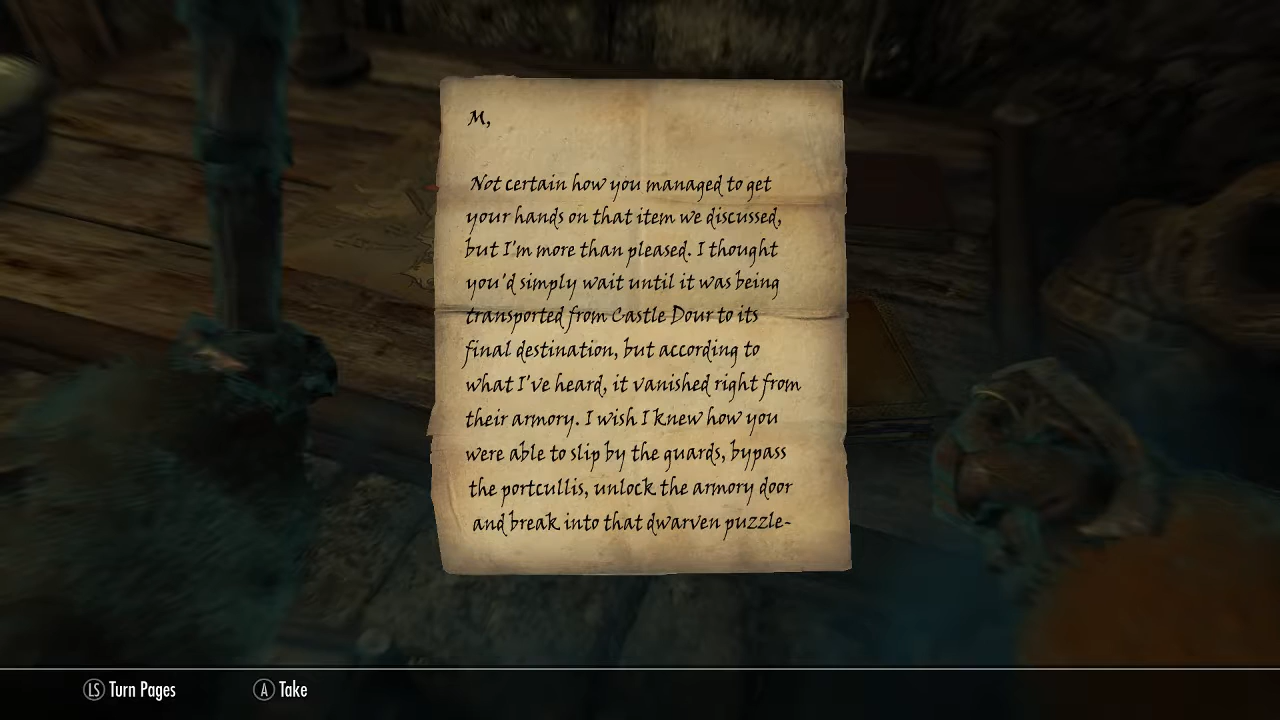 M,
Not certain how you managed to get
your hands on that item we discussed,
but I'm more than pleased. I thought
you'd simply wait until it was being
transported from Castle Dour to its
final destination, but according to
what I've heard, it vanished right from
their armory. I wish I knew how you
were able to slip by the guards, bypass
the portcullis, unlock the armory door
and break into that dwarven puzzle-
LS Turn Pages
A Take